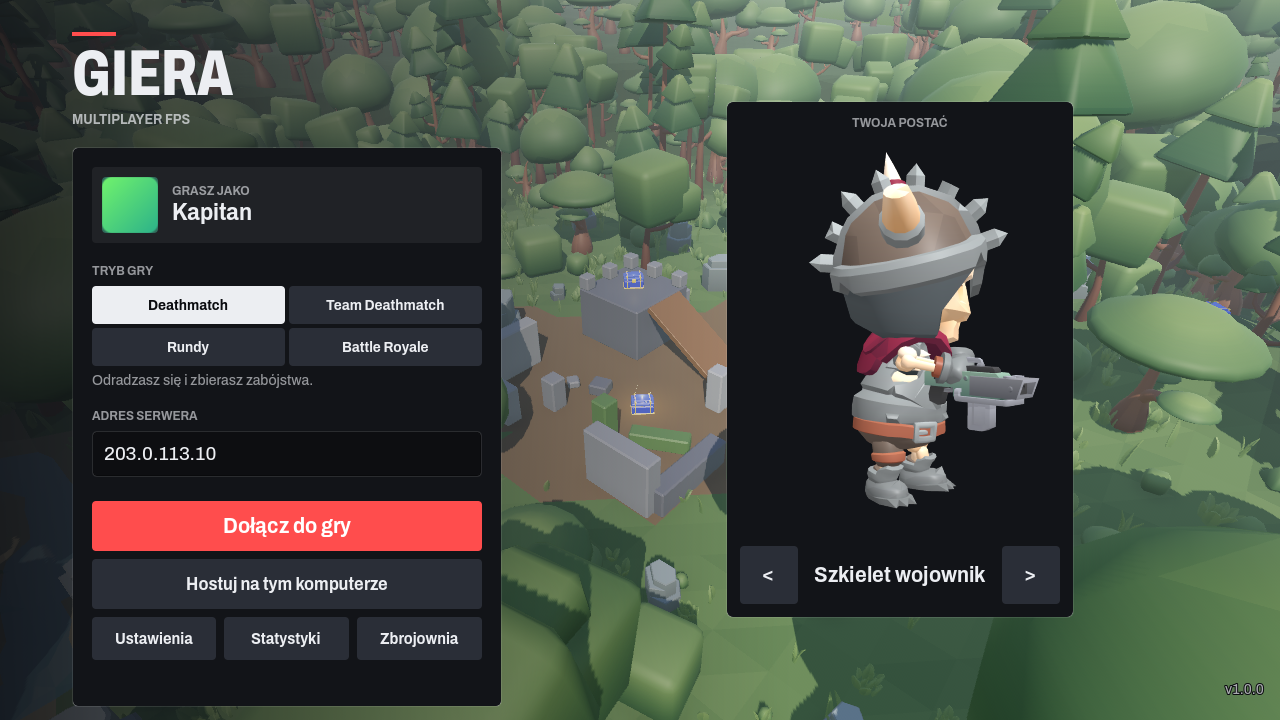 GIERA
MULTIPLAYER FPS
GRASZ JAKO
Kapitan
TRYB GRY
Deathmatch
Team Deathmatch
Rundy
Battle Royale
Odradzasz się i zbierasz zabójstwa.
ADRES SERWERA
203.0.113.10
Dołącz do gry
Hostuj na tym komputerze
Ustawienia
Statystyki
Zbrojownia
TWOJA POSTAĆ
<
Szkielet wojownik
>
v1.0.0